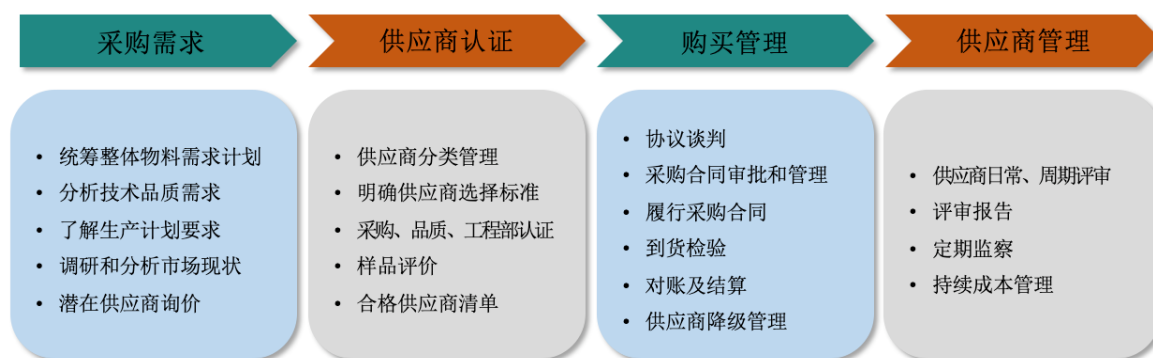 采购需求
供应商认证
购买管理
供应商管理
• 统筹整体物料需求计划
• 分析技术品质需求
• 了解生产计划要求
• 调研和分析市场现状
• 潜在供应商询价
• 供应商分类管理
• 明确供应商选择标准
• 采购、品质、工程部认证
• 样品评价
• 合格供应商清单
• 协议谈判
• 采购合同审批和管理
• 履行采购合同
• 到货检验
• 对账及结算
• 供应商降级管理
• 供应商日常、周期评审
• 评审报告
• 定期监察
• 持续成本管理